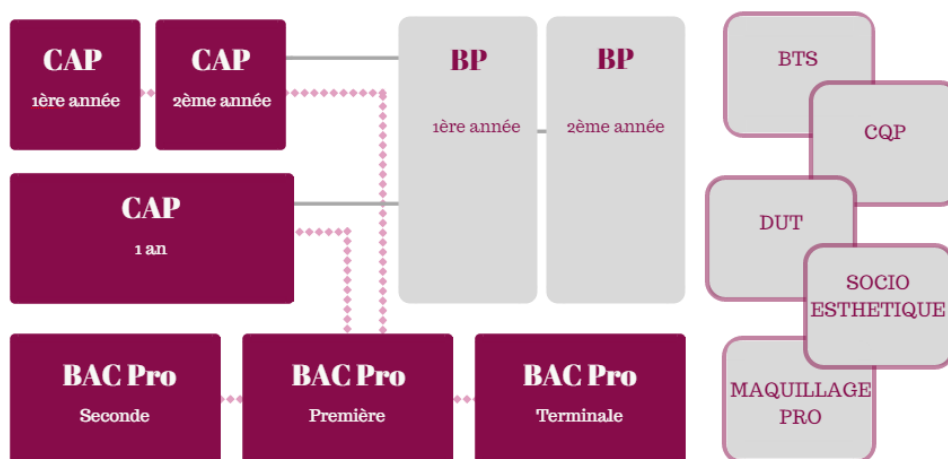 CAP
1ère année
CAP
2ème année
BP
1ère année
BP
2ème année
CAP
1 an
BAC Pro
Seconde
BAC Pro
Première
BAC Pro
Terminale
BTS
CQP
DUT
SOCIO
ESTHETIQUE
MAQUILLAGE
PRO